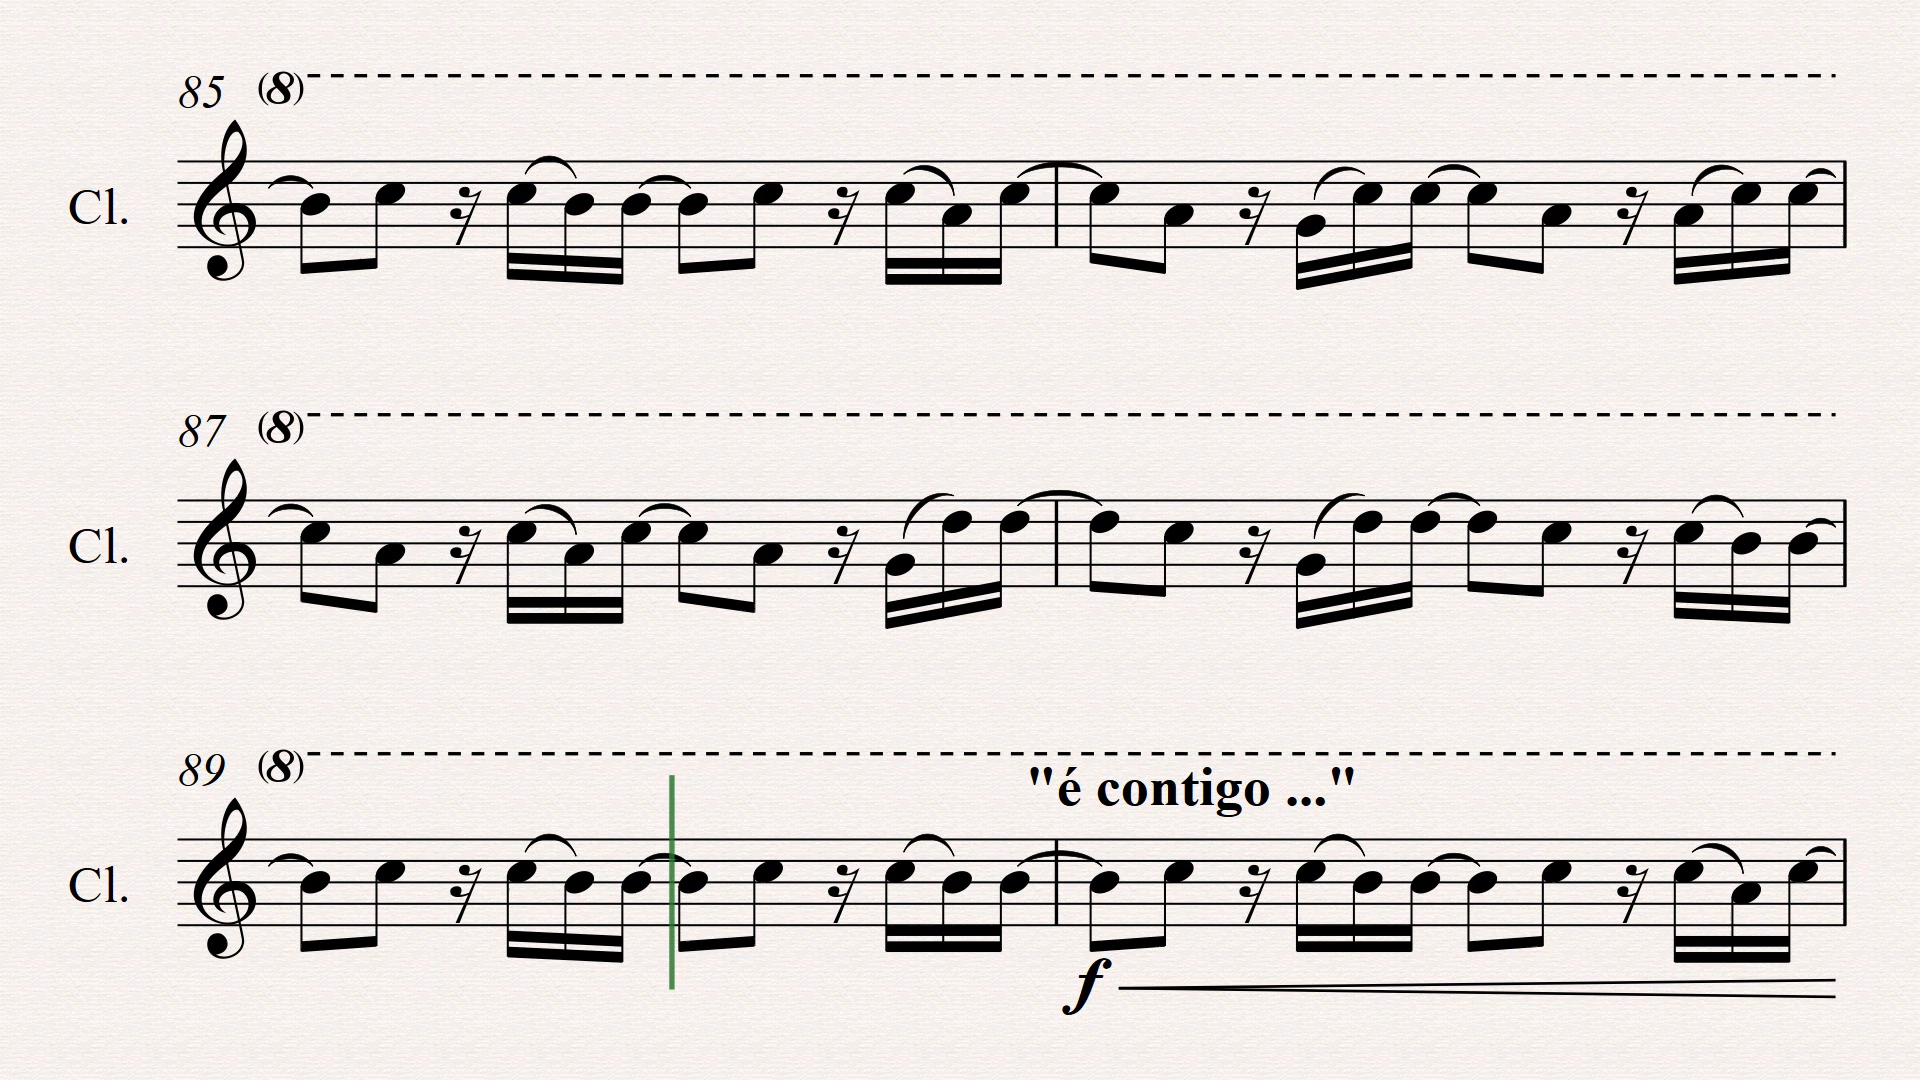 85 (8)
Cl.
87 (8)
Cl.
89 (8)
"é contigo ..."
Cl.
f